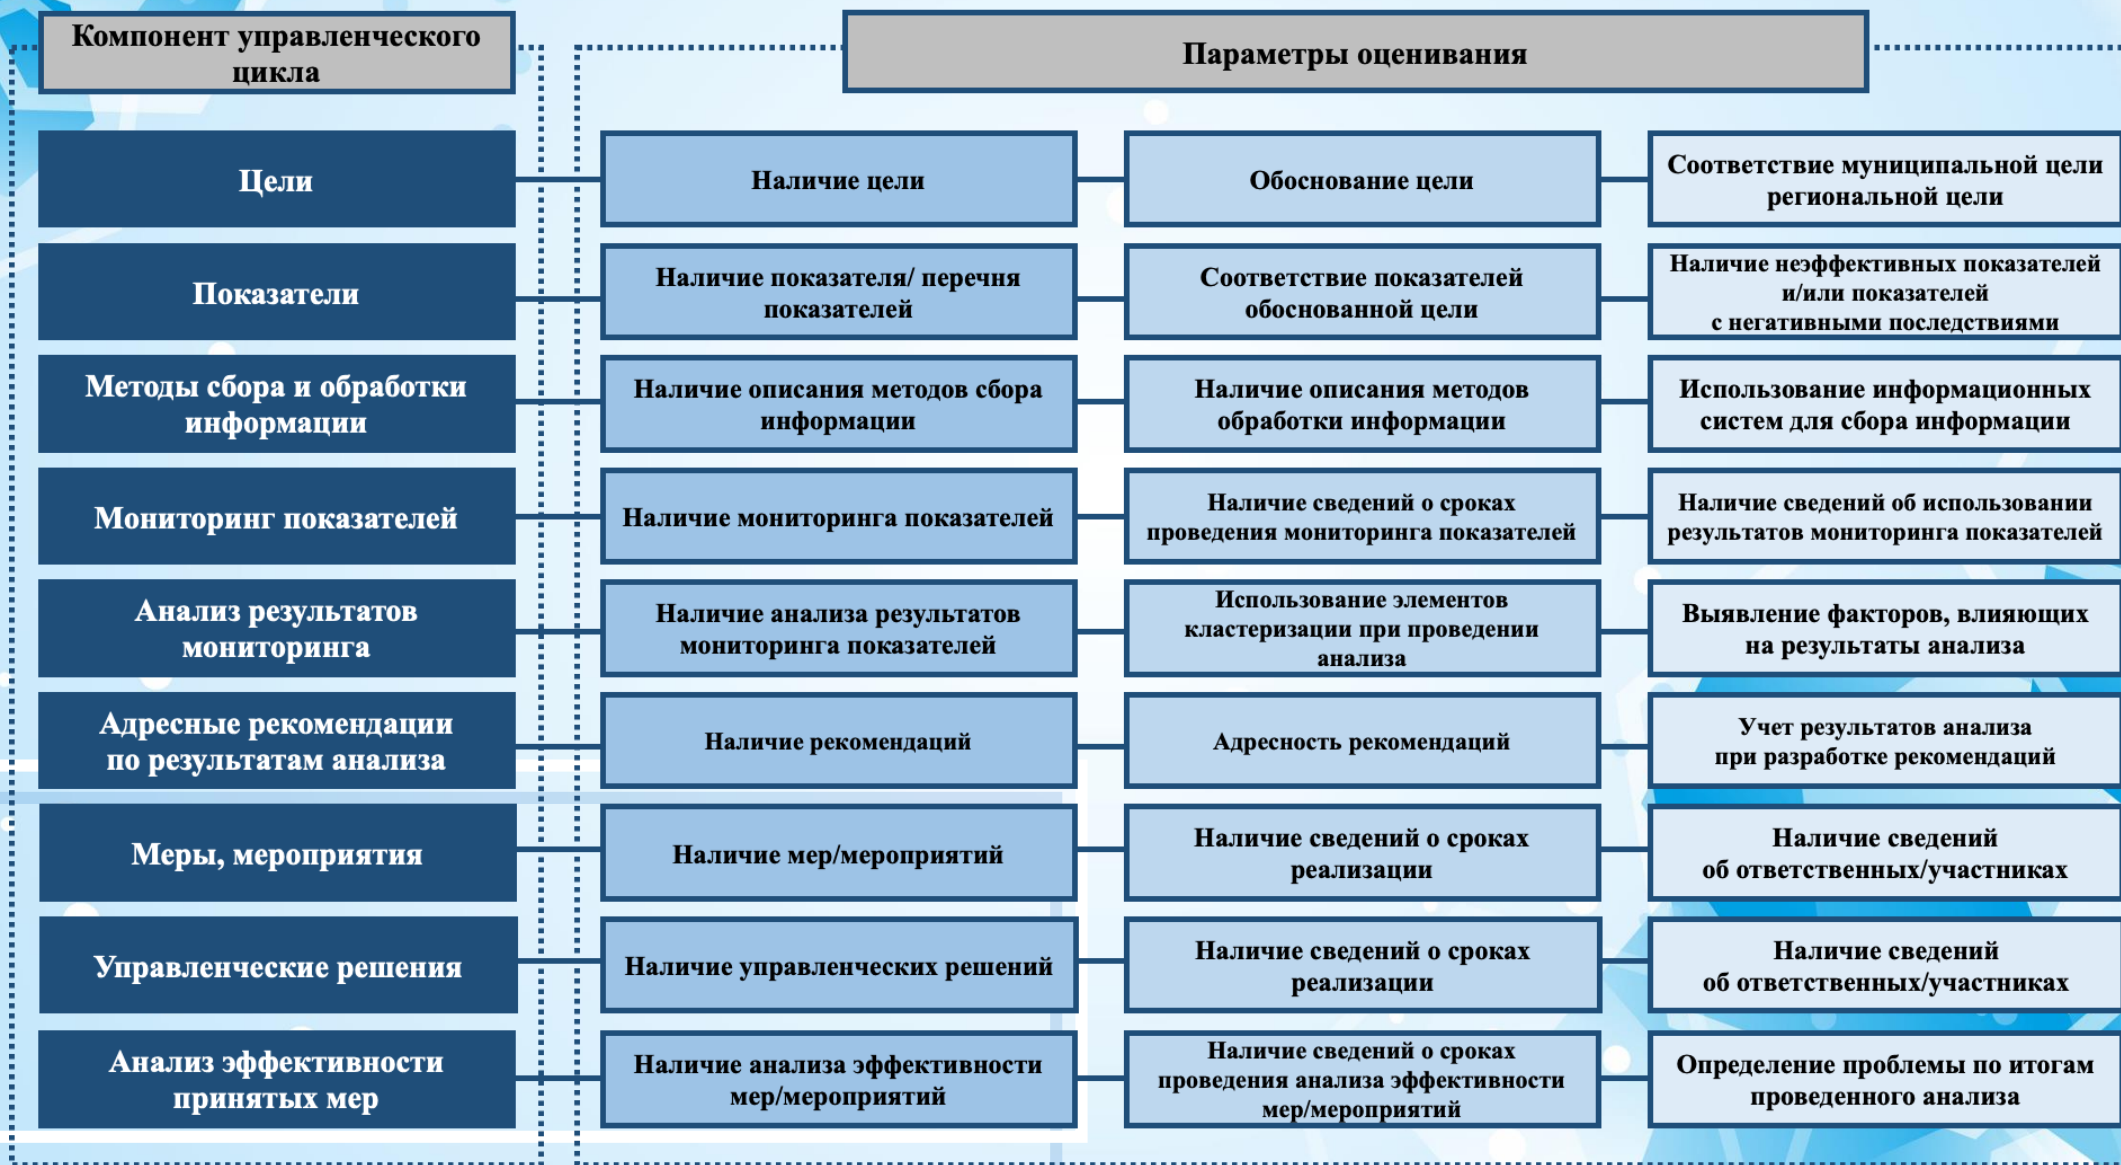 Компонент управленческого
цикла
Параметры оценивания
Цели
Наличие цели
Обоснование цели
Соответствие муниципальной цели
региональной цели
Показатели
Наличие показателя/ перечня
показателей
Соответствие показателей
обоснованной цели
Наличие неэффективных показателей
и/или показателей
с негативными последствиями
Методы сбора и обработки
информации
Наличие описания методов сбора
информации
Наличие описания методов
обработки информации
Использование информационных
систем для сбора информации
Мониторинг показателей
Наличие мониторинга показателей
Наличие сведений о сроках
проведения мониторинга показателей
Наличие сведений об использовании
результатов мониторинга показателей
Анализ результатов
мониторинга
Наличие анализа результатов
мониторинга показателей
Использование элементов
кластеризации при проведении
анализа
Выявление факторов, влияющих
на результаты анализа
Адресные рекомендации
по результатам анализа
Наличие рекомендаций
Адресность рекомендаций
Учет результатов анализа
при разработке рекомендаций
Меры, мероприятия
Наличие мер/мероприятий
Наличие сведений о сроках
реализации
Наличие сведений
об ответственных/участниках
Управленческие решения
Наличие управленческих решений
Наличие сведений о сроках
реализации
Наличие сведений
об ответственных/участниках
Анализ эффективности
принятых мер
Наличие анализа эффективности
мер/мероприятий
Наличие сведений о сроках
проведения анализа эффективности
мер/мероприятий
Определение проблемы по итогам
проведенного анализа